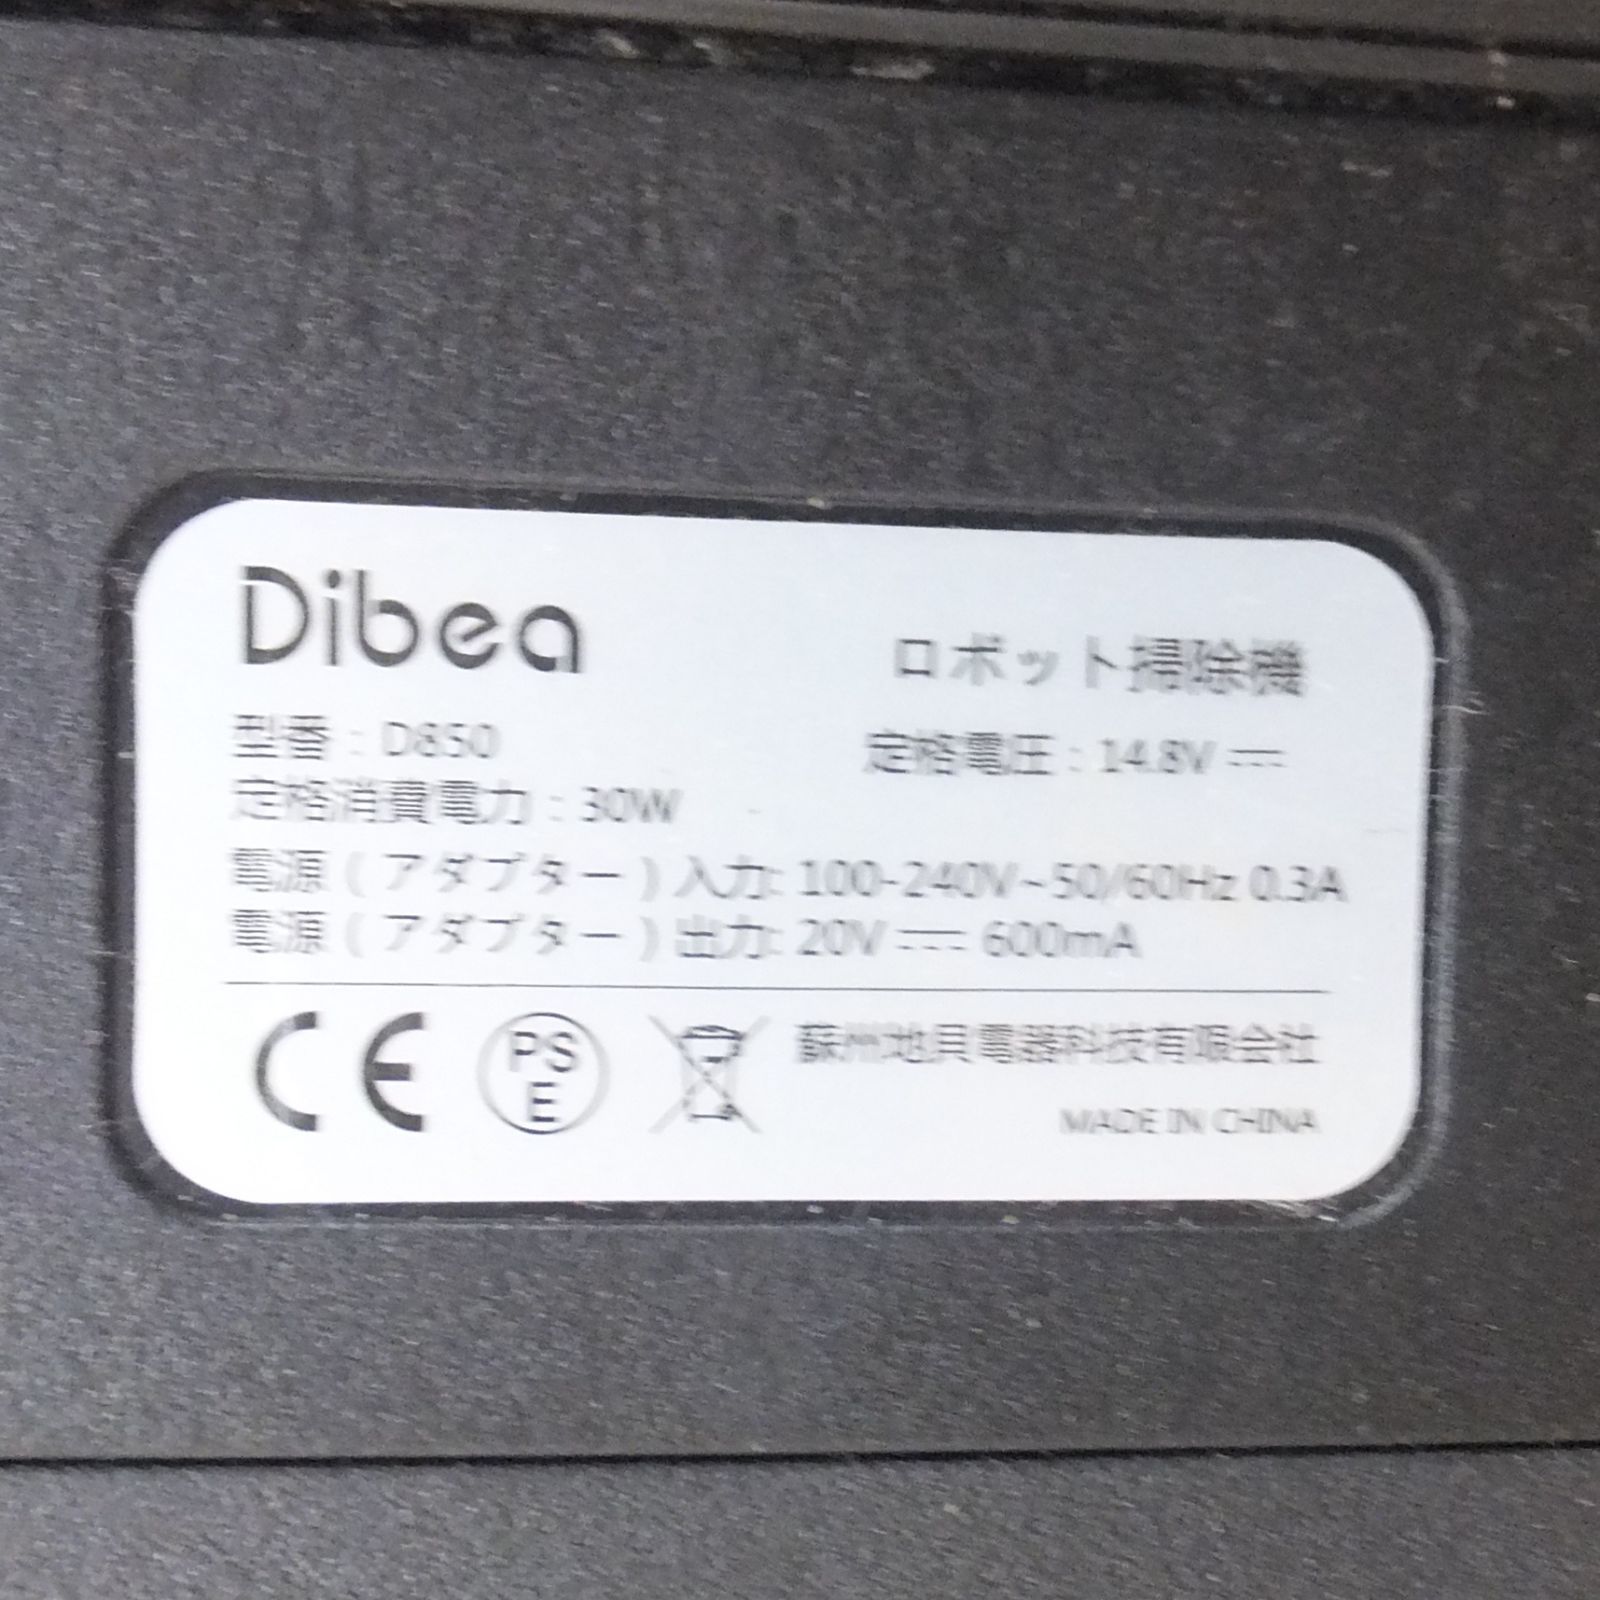 Dibea
ロボット掃除機
型番：D850
定格電圧：14.8V ⎓
定格消費電力：30W
電源（アダプター）入力: 100-240V~50/60Hz 0.3A
電源（アダプター）出力: 20V ⎓ 600mA
CE
PS
E
蘇州地貝電器科技有限会社
MADE IN CHINA